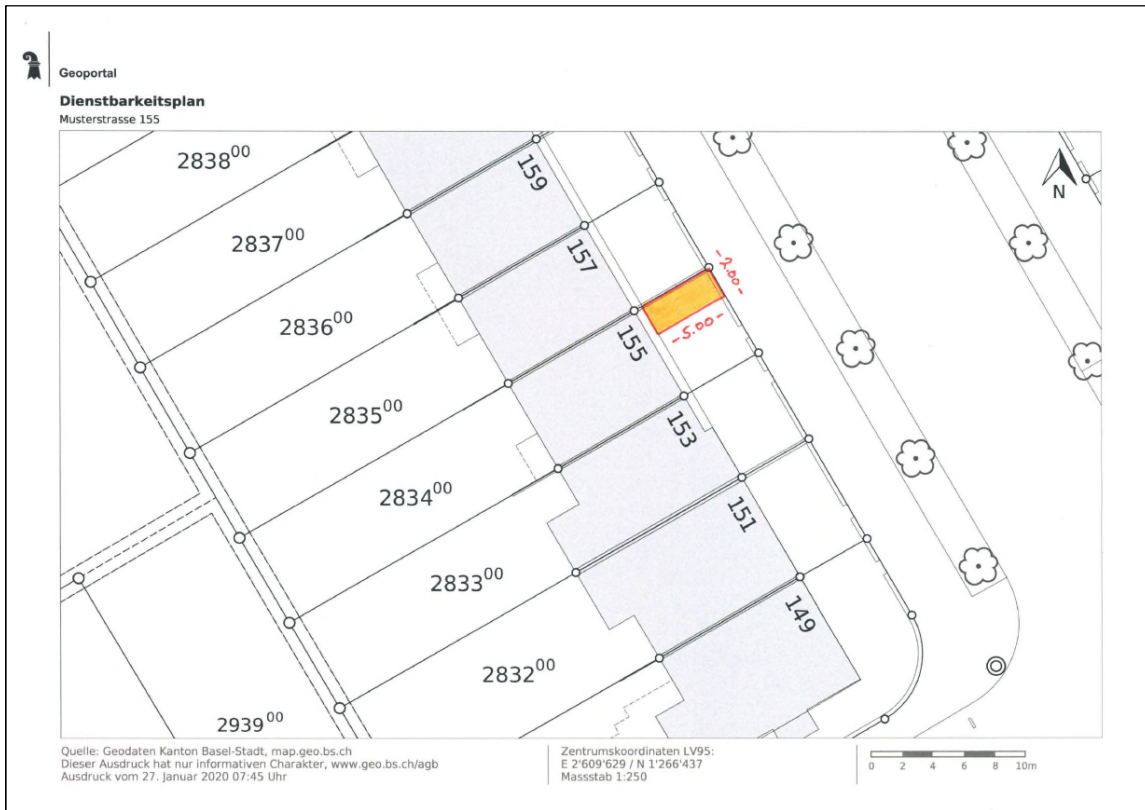 Geoportal
Dienstbarkeitsplan
Musterstrasse 155
2838⁰⁰
159
2837⁰⁰
157
N
2836⁰⁰
-2.00-
155
-5.00-
2835⁰⁰
153
2834⁰⁰
151
2833⁰⁰
149
2832⁰⁰
2939⁰⁰
Quelle: Geodaten Kanton Basel-Stadt, map.geo.bs.ch
Dieser Ausdruck hat nur informativen Charakter, www.geo.bs.ch/agb
Ausdruck vom 27. Januar 2020 07:45 Uhr
Zentrumskoordinaten LV95:
E 2'609'629 / N 1'266'437
Massstab 1:250
0 2 4 6 8 10m